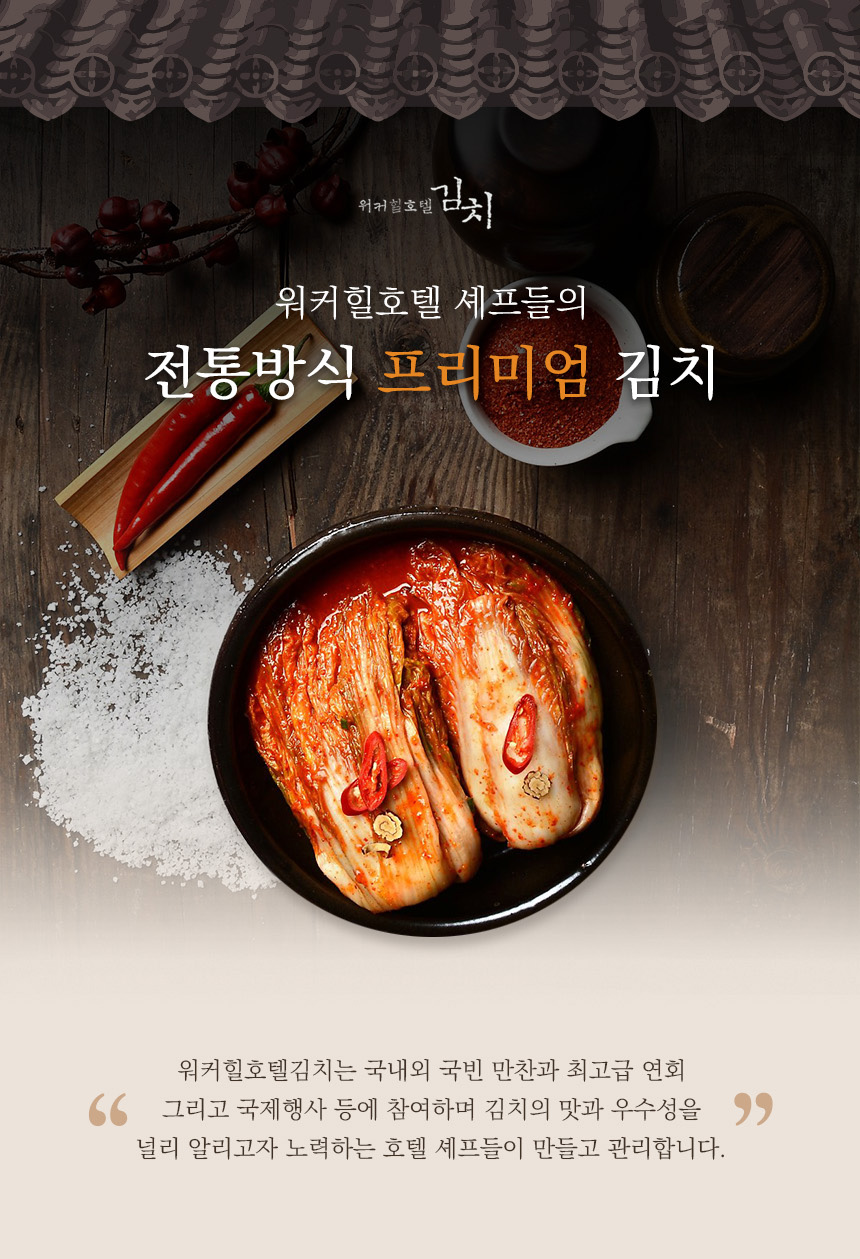 워커힐호텔 김치
워커힐호텔 셰프들의
전통방식 프리미엄 김치
워커힐호텔김치는 국내외 국빈 만찬과 최고급 연회
“ 그리고 국제행사 등에 참여하며 김치의 맛과 우수성을 ”
널리 알리고자 노력하는 호텔 셰프들이 만들고 관리합니다.